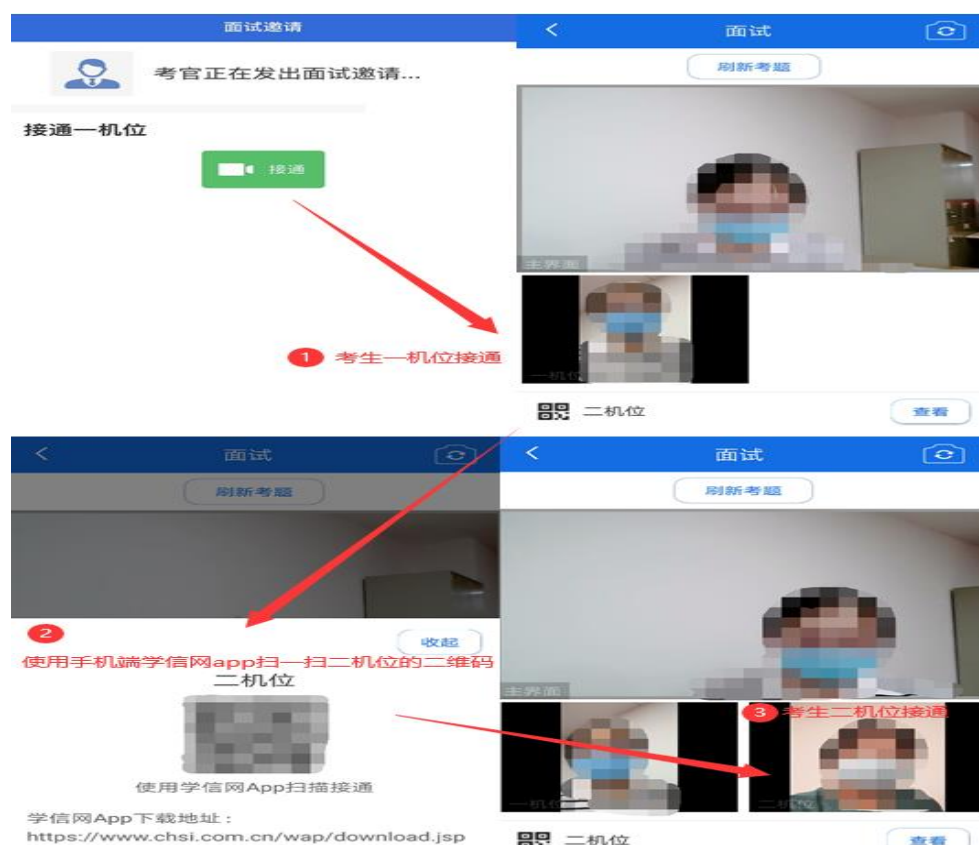 面试邀请
考官正在发出面试邀请...
接通一机位
接通
1 考生一机位接通
面试
刷新考题
主界面
一机位
二机位
查看
面试
刷新考题
2
收起
使用手机端学信网app扫一扫二机位的二维码
二机位
使用学信网App扫描接通
学信网App下载地址：
https://www.chsi.com.cn/wap/download.jsp
面试
刷新考题
主界面
3 考生二机位接通
一机位
二机位
二机位
查看